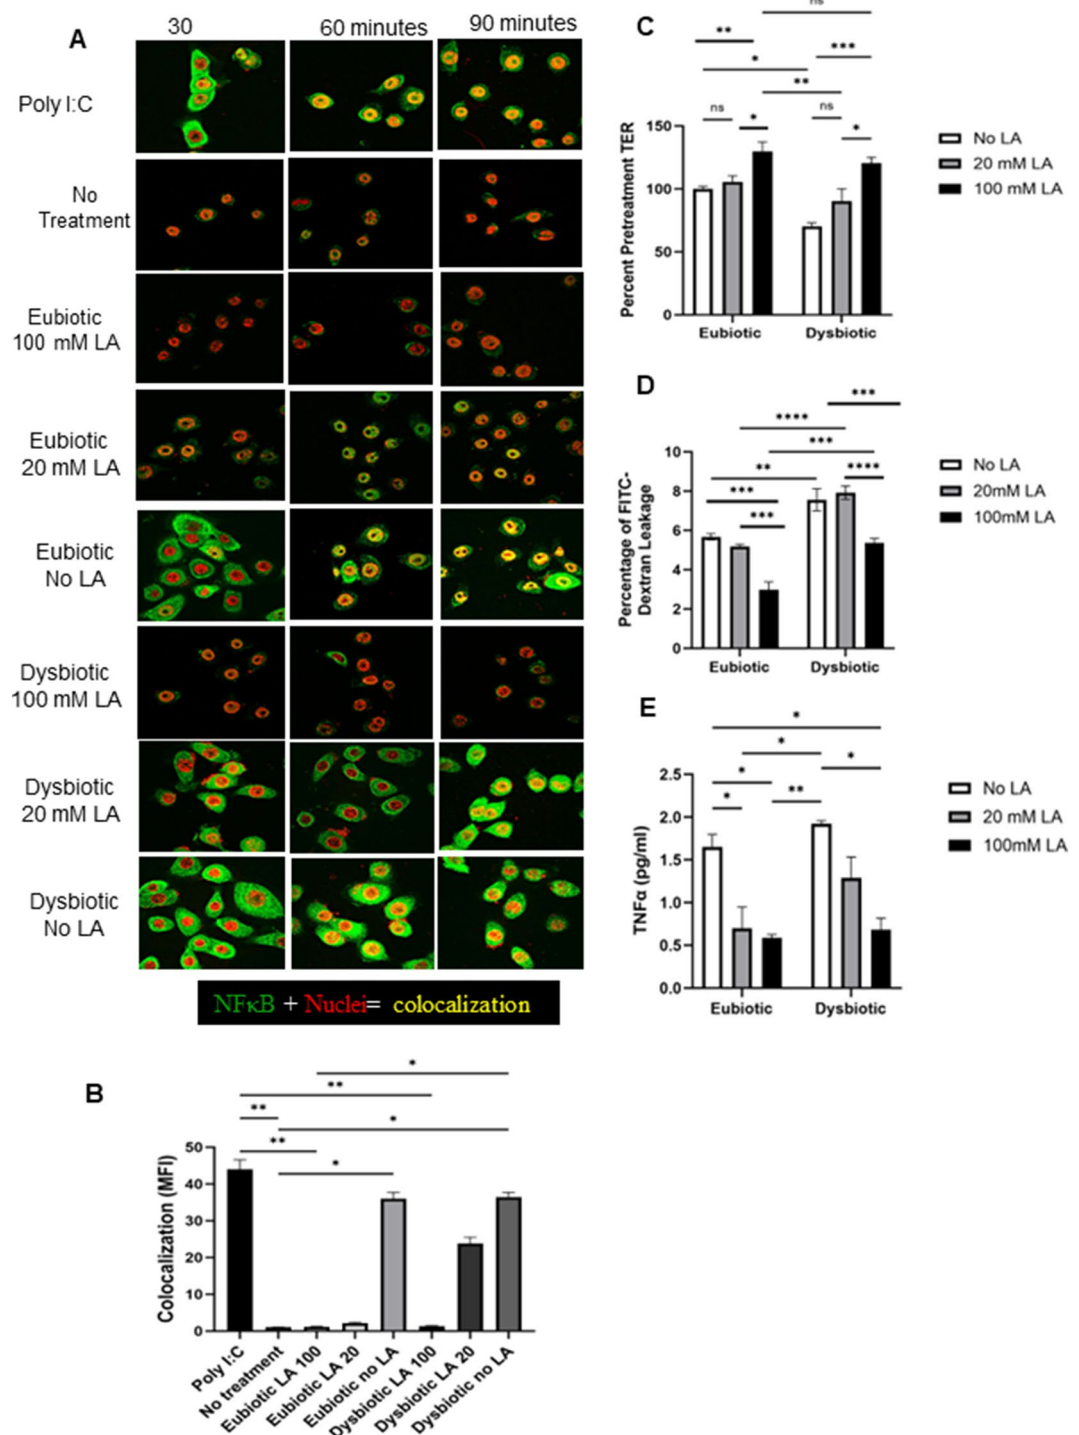 A
30
60 minutes
90 minutes
Poly I:C
No
Treatment
Eubiotic
100 mM LA
Eubiotic
20 mM LA
Eubiotic
No LA
Dysbiotic
100 mM LA
Dysbiotic
20 mM LA
Dysbiotic
No LA
NFκB + Nuclei= colocalization
B
*
**
**
*
**
*
Colocalization (MFI)
50
40
30
20
10
0
Poly I:C
No treatment
Eubiotic LA 100
Eubiotic LA 20
Eubiotic no LA
Dysbiotic LA 100
Dysbiotic LA 20
Dysbiotic no LA
C
ns
**
***
*
**
ns
ns
*
*
Percent Pretreatment TER
150
100
50
0
Eubiotic
Dysbiotic
No LA
20 mM LA
100 mM LA
D
***
****
***
**
****
***
***
Percentage of FITC-
Dextran Leakage
10
8
6
4
2
0
Eubiotic
Dysbiotic
No LA
20mM LA
100mM LA
E
*
*
*
*
**
*
TNFα (pg/ml)
2.5
2.0
1.5
1.0
0.5
0.0
Eubiotic
Dysbiotic
No LA
20 mM LA
100mM LA